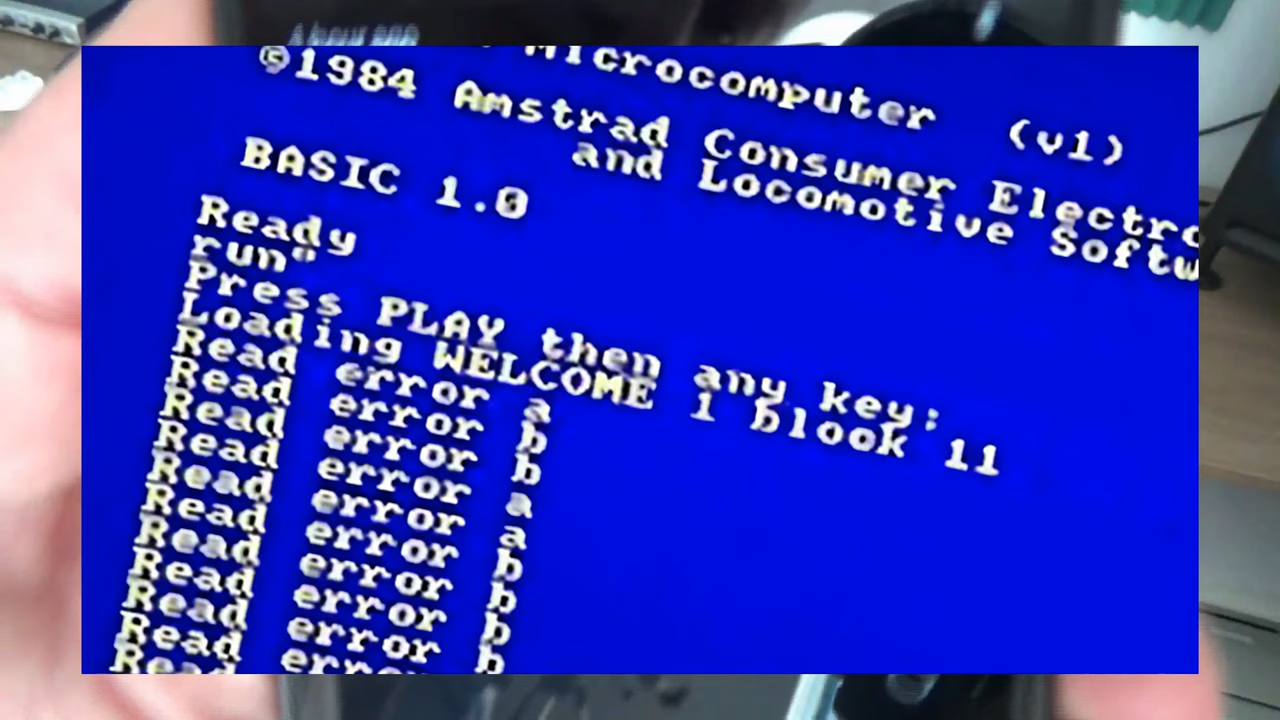 Microcomputer (v1)
©1984 Amstrad Consumer Electro
and Locomotive Softw
BASIC 1.0
Ready
run"
Press PLAY then any key:
Loading WELCOME 1 block 11
Read error a
Read error b
Read error b
Read error a
Read error a
Read error b
Read error b
Read error b
Read error b
Read
Read